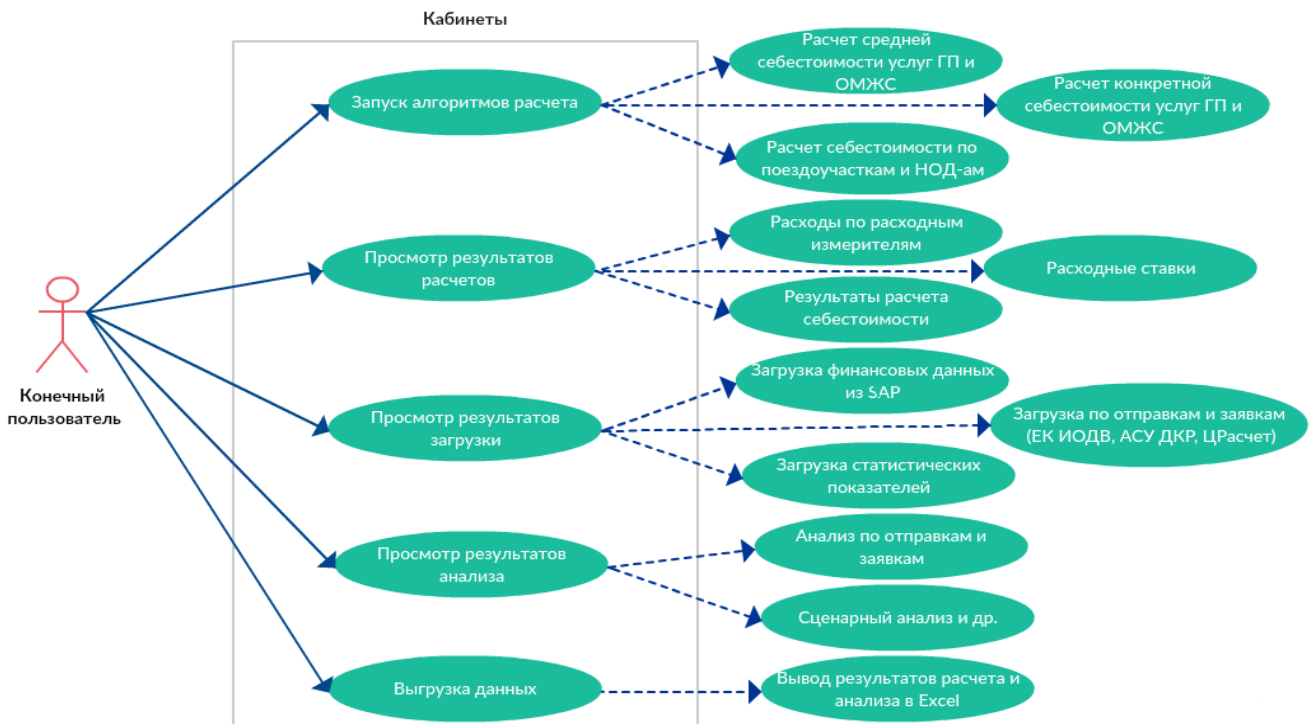 Кабинеты
Запуск алгоритмов расчета
Расчет средней
себестоимости услуг ГП и
ОМЖС
Расчет конкретной
себестоимости услуг ГП и
ОМЖС
Расчет себестоимости по
поездоучасткам и НОД-ам
Просмотр результатов
расчетов
Расходы по расходным
измерителям
Расходные ставки
Результаты расчета
себестоимости
Конечный
пользователь
Просмотр результатов
загрузки
Загрузка финансовых данных
из SAP
Загрузка по отправкам и заявкам
(ЕК ИОДВ, АСУ ДКР, ЦРасчет)
Загрузка статистических
показателей
Просмотр результатов
анализа
Анализ по отправкам и
заявкам
Сценарный анализ и др.
Выгрузка данных
Вывод результатов расчета и
анализа в Excel